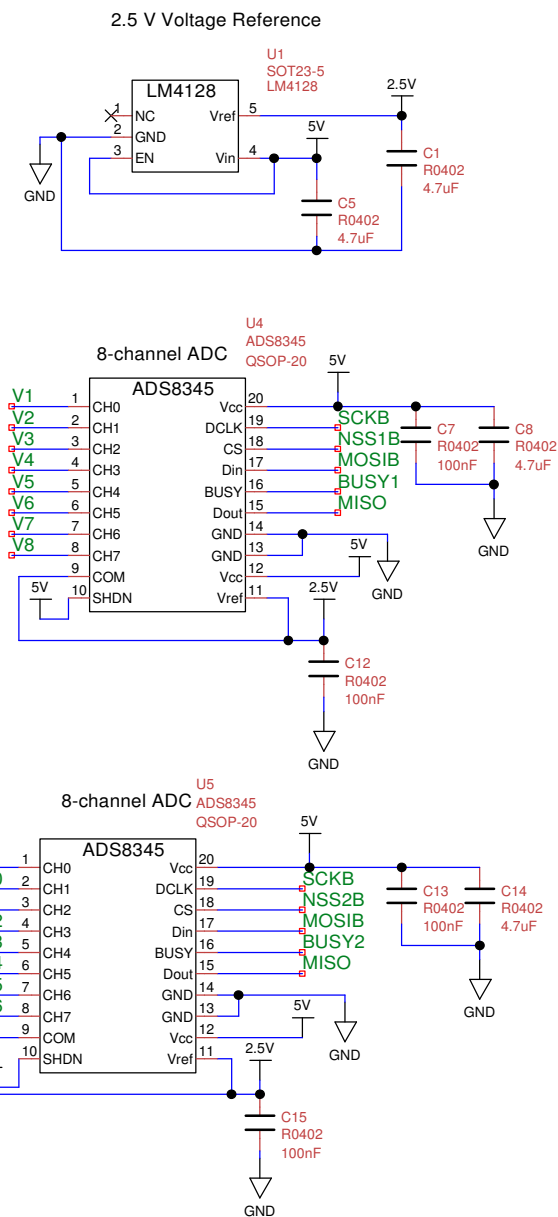 2.5 V Voltage Reference
U1
SOT23-5
LM4128
LM4128
2.5V
1 NC Vref 5
2 GND
5V
3 EN Vin 4
C1
R0402
4.7uF
GND
C5
R0402
4.7uF
U4
ADS8345
QSOP-20
8-channel ADC
5V
ADS8345
V1 1 CH0 Vcc 20
V2 2 CH1 DCLK 19 SCKB
V3 3 CH2 CS 18 NSS1B
V4 4 CH3 Din 17 MOSIB
V5 5 CH4 BUSY 16 BUSY1
V6 6 CH5 Dout 15 MISO
V7 7 CH6 GND 14
V8 8 CH7 GND 13
9 COM Vcc 12 5V
5V 10 SHDN Vref 11 2.5V
C7
R0402
100nF
C8
R0402
4.7uF
GND
GND
C12
R0402
100nF
GND
U5
8-channel ADC ADS8345
QSOP-20
5V
ADS8345
1 CH0 Vcc 20
2 CH1 DCLK 19 SCKB
3 CH2 CS 18 NSS2B
4 CH3 Din 17 MOSIB
5 CH4 BUSY 16 BUSY2
6 CH5 Dout 15 MISO
7 CH6 GND 14
8 CH7 GND 13
9 COM Vcc 12 5V
10 SHDN Vref 11 2.5V
C13
R0402
100nF
C14
R0402
4.7uF
GND
GND
C15
R0402
100nF
GND